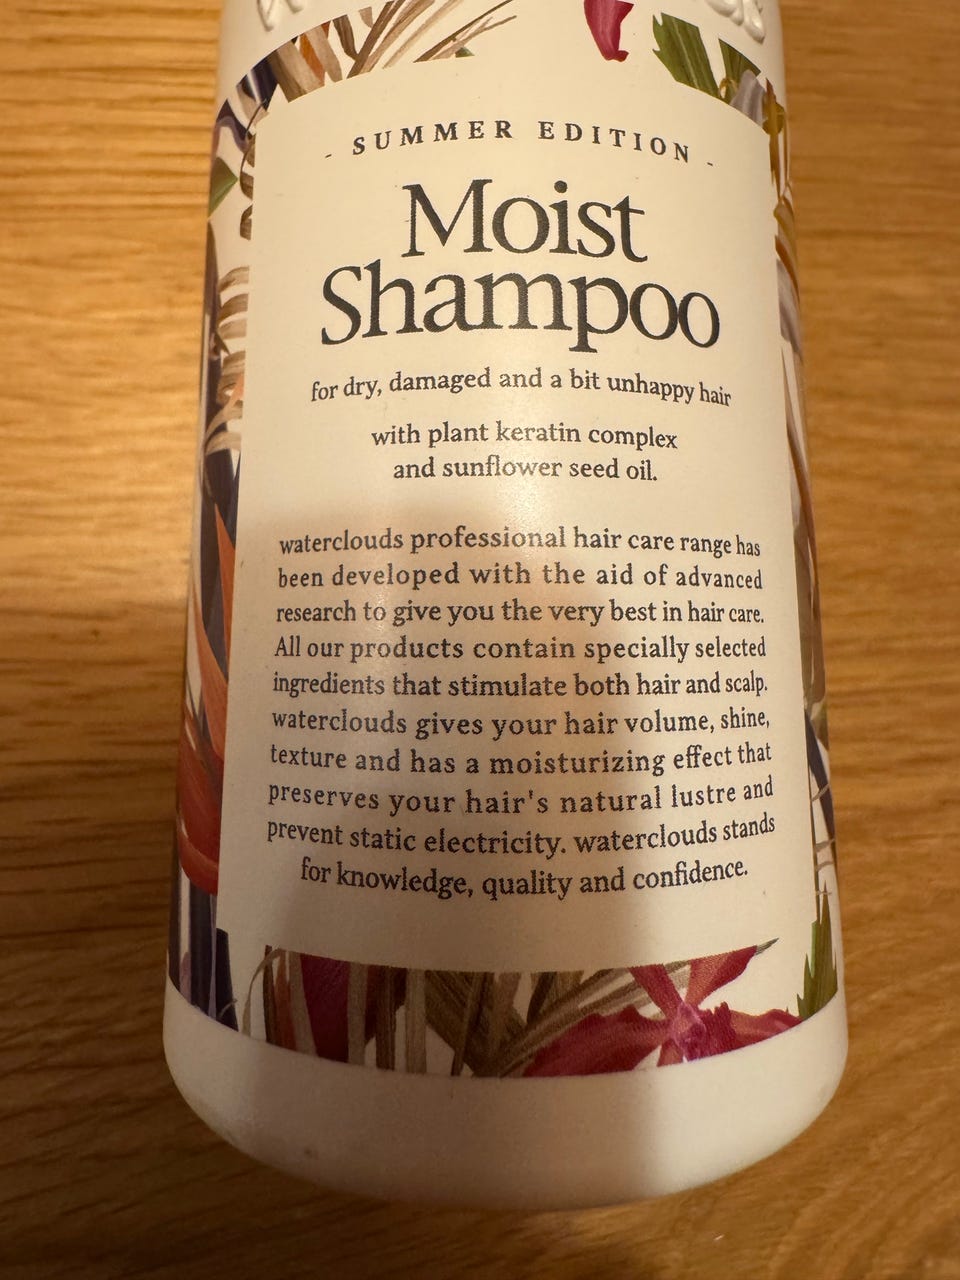 - SUMMER EDITION -
Moist
Shampoo
for dry, damaged and a bit unhappy hair
with plant keratin complex
and sunflower seed oil.
waterclouds professional hair care range has
been developed with the aid of advanced
research to give you the very best in hair care.
All our products contain specially selected
ingredients that stimulate both hair and scalp.
waterclouds gives your hair volume, shine,
texture and has a moisturizing effect that
preserves your hair's natural lustre and
prevent static electricity. waterclouds stands
for knowledge, quality and confidence.